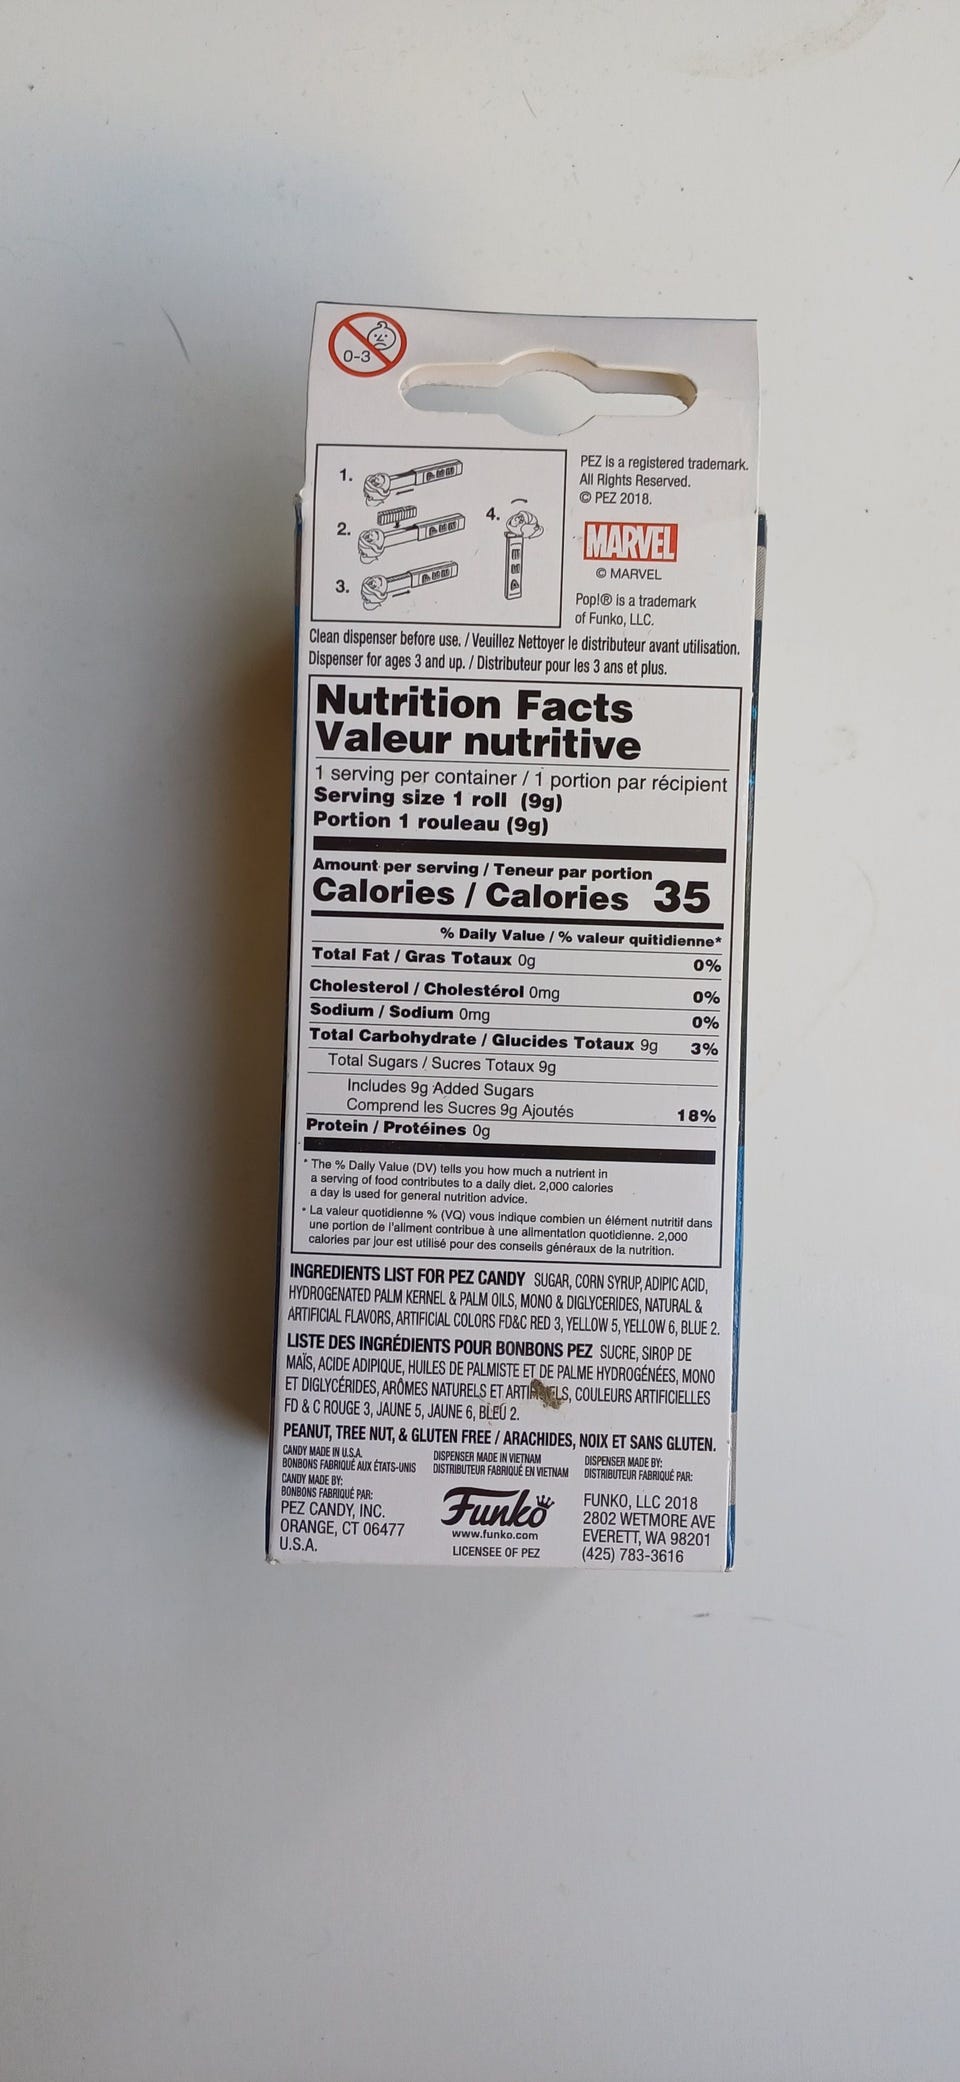 0-3
1.
2.
3.
4.
PEZ is a registered trademark.
All Rights Reserved.
© PEZ 2018.
MARVEL
© MARVEL
Pop!® is a trademark
of Funko, LLC.
Clean dispenser before use. / Veuillez Nettoyer le distributeur avant utilisation.
Dispenser for ages 3 and up. / Distributeur pour les 3 ans et plus.
Nutrition Facts
Valeur nutritive
1 serving per container / 1 portion par récipient
Serving size 1 roll (9g)
Portion 1 rouleau (9g)
Amount per serving / Teneur par portion
Calories / Calories 35
% Daily Value / % valeur quitidienne*
Total Fat / Gras Totaux 0g 0%
Cholesterol / Cholestérol 0mg 0%
Sodium / Sodium 0mg 0%
Total Carbohydrate / Glucides Totaux 9g 3%
Total Sugars / Sucres Totaux 9g
Includes 9g Added Sugars
Comprend les Sucres 9g Ajoutés 18%
Protein / Protéines 0g
* The % Daily Value (DV) tells you how much a nutrient in
a serving of food contributes to a daily diet. 2,000 calories
a day is used for general nutrition advice.
* La valeur quotidienne % (VQ) vous indique combien un élément nutritif dans
une portion de l'aliment contribue à une alimentation quotidienne. 2,000
calories par jour est utilisé pour des conseils généraux de la nutrition.
INGREDIENTS LIST FOR PEZ CANDY SUGAR, CORN SYRUP, ADIPIC ACID,
HYDROGENATED PALM KERNEL & PALM OILS, MONO & DIGLYCERIDES, NATURAL &
ARTIFICIAL FLAVORS, ARTIFICIAL COLORS FD&C RED 3, YELLOW 5, YELLOW 6, BLUE 2.
LISTE DES INGRÉDIENTS POUR BONBONS PEZ SUCRE, SIROP DE
MAÏS, ACIDE ADIPIQUE, HUILES DE PALMISTE ET DE PALME HYDROGÉNÉES, MONO
ET DIGLYCÉRIDES, ARÔMES NATURELS ET COULEURS ARTIFICIELLES
FD & C ROUGE 3, JAUNE 5, JAUNE 6, BLEU 2.
PEANUT, TREE NUT, & GLUTEN FREE / ARACHIDES, NOIX ET SANS GLUTEN.
CANDY MADE IN U.S.A.
BONBONS FABRIQUÉ AUX ÉTATS-UNIS
CANDY MADE BY:
BONBONS FABRIQUÉ PAR:
PEZ CANDY, INC.
ORANGE, CT 06477
U.S.A.
DISPENSER MADE IN VIETNAM
DISTRIBUTEUR FABRIQUÉ EN VIETNAM
Funko
www.funko.com
LICENSEE OF PEZ
DISPENSER MADE BY:
DISTRIBUTEUR FABRIQUÉ PAR:
FUNKO, LLC 2018
2802 WETMORE AVE
EVERETT, WA 98201
(425) 783-3616